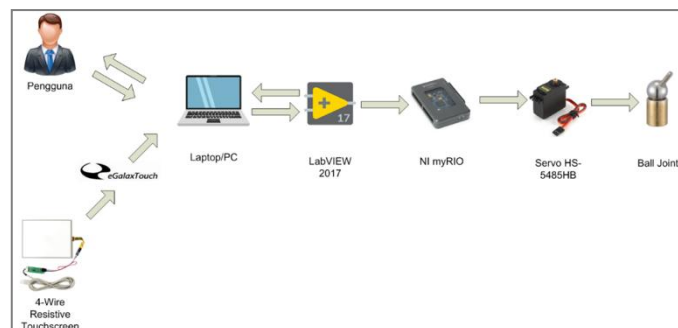 Pengguna
eGalaxTouch
Laptop/PC
17
LabVIEW
2017
NI myRIO
Servo HS-
5485HB
Ball Joint
4-Wire
Resistive
Touchscreen